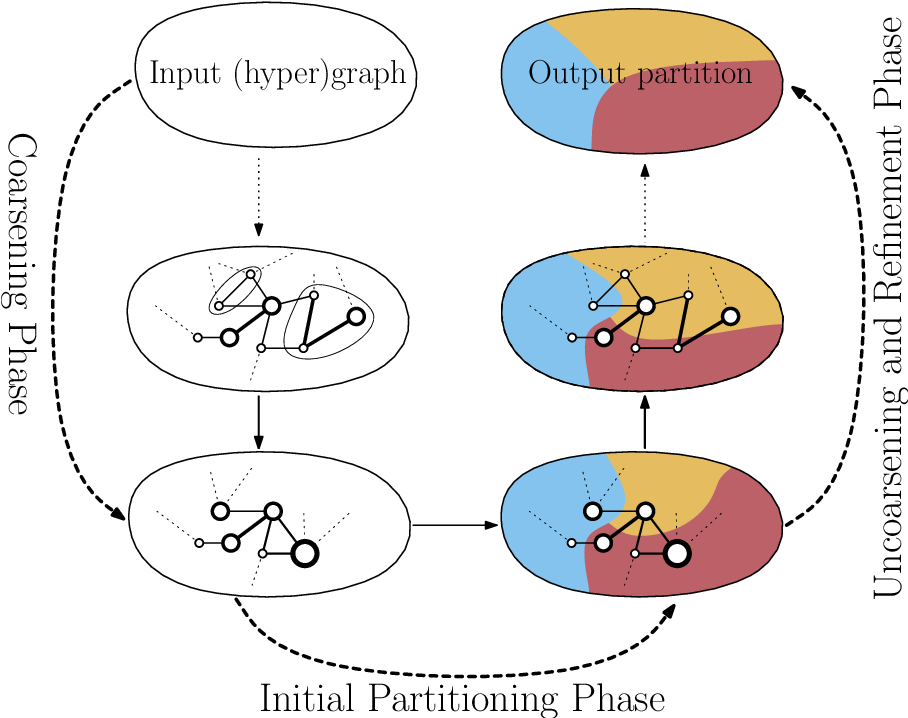 Input (hyper)graph
Output partition
Coarsening Phase
Uncoarsening and Refinement Phase
Initial Partitioning Phase